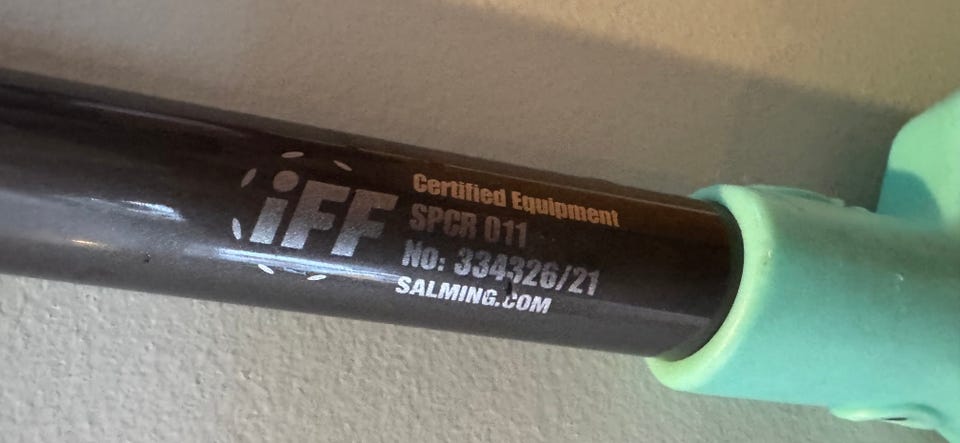 iFF
Certified Equipment
SPCR 011
No: 334326/21
SALMING.COM